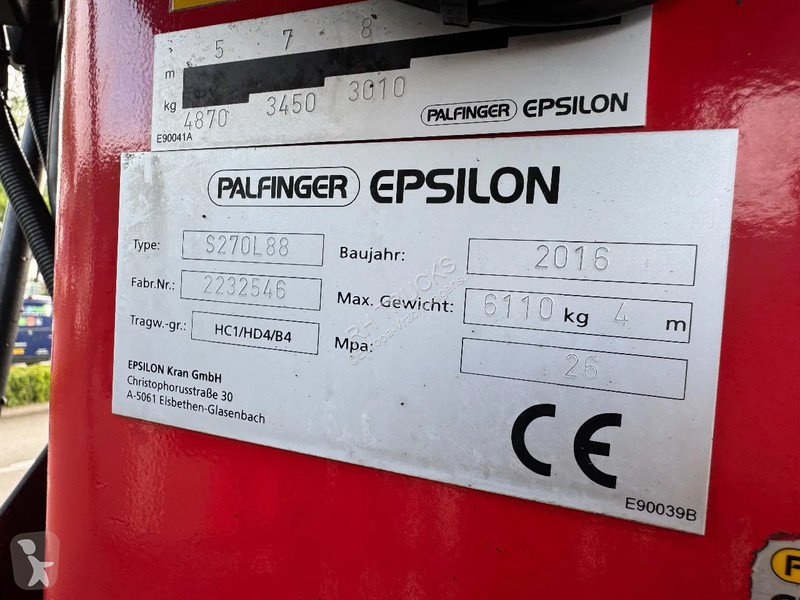 m 5 7 8
kg 4870 3450 3010
E90041A PALFINGER EPSILON
PALFINGER EPSILON
Type: S270L88 Baujahr: 2016
Fabr.Nr.: 2232546 Max. Gewicht: 6110 kg 4 m
Tragw.-gr.: HC1/HD4/B4 Mpa: 26
EPSILON Kran GmbH
Christophorusstraße 30
A-5061 Elsbethen-Glasenbach
CE
E90039B